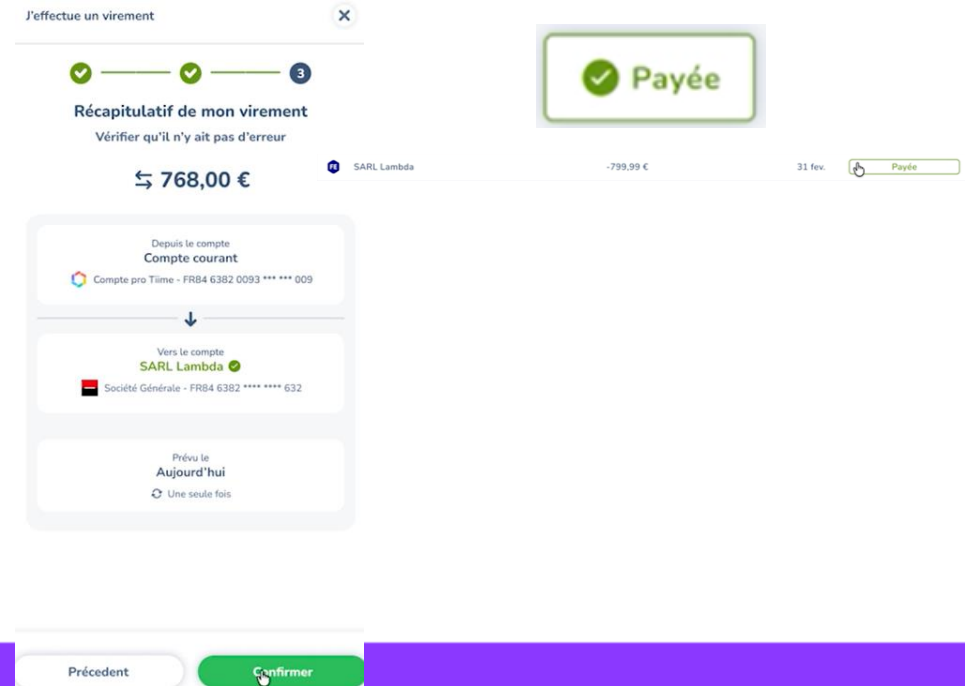 J'effectue un virement
3
Récapitulatif de mon virement
Vérifier qu'il n'y ait pas d'erreur
768,00 €
Depuis le compte
Compte courant
Compte pro Tiime - FR84 6382 0093 *** *** 009
Vers le compte
SARL Lambda
Société Générale - FR84 6382 **** **** 632
Prévu le
Aujourd'hui
Une seule fois
Précedent
Confirmer
Payée
FE SARL Lambda -799,99 € 31 fev. Payée